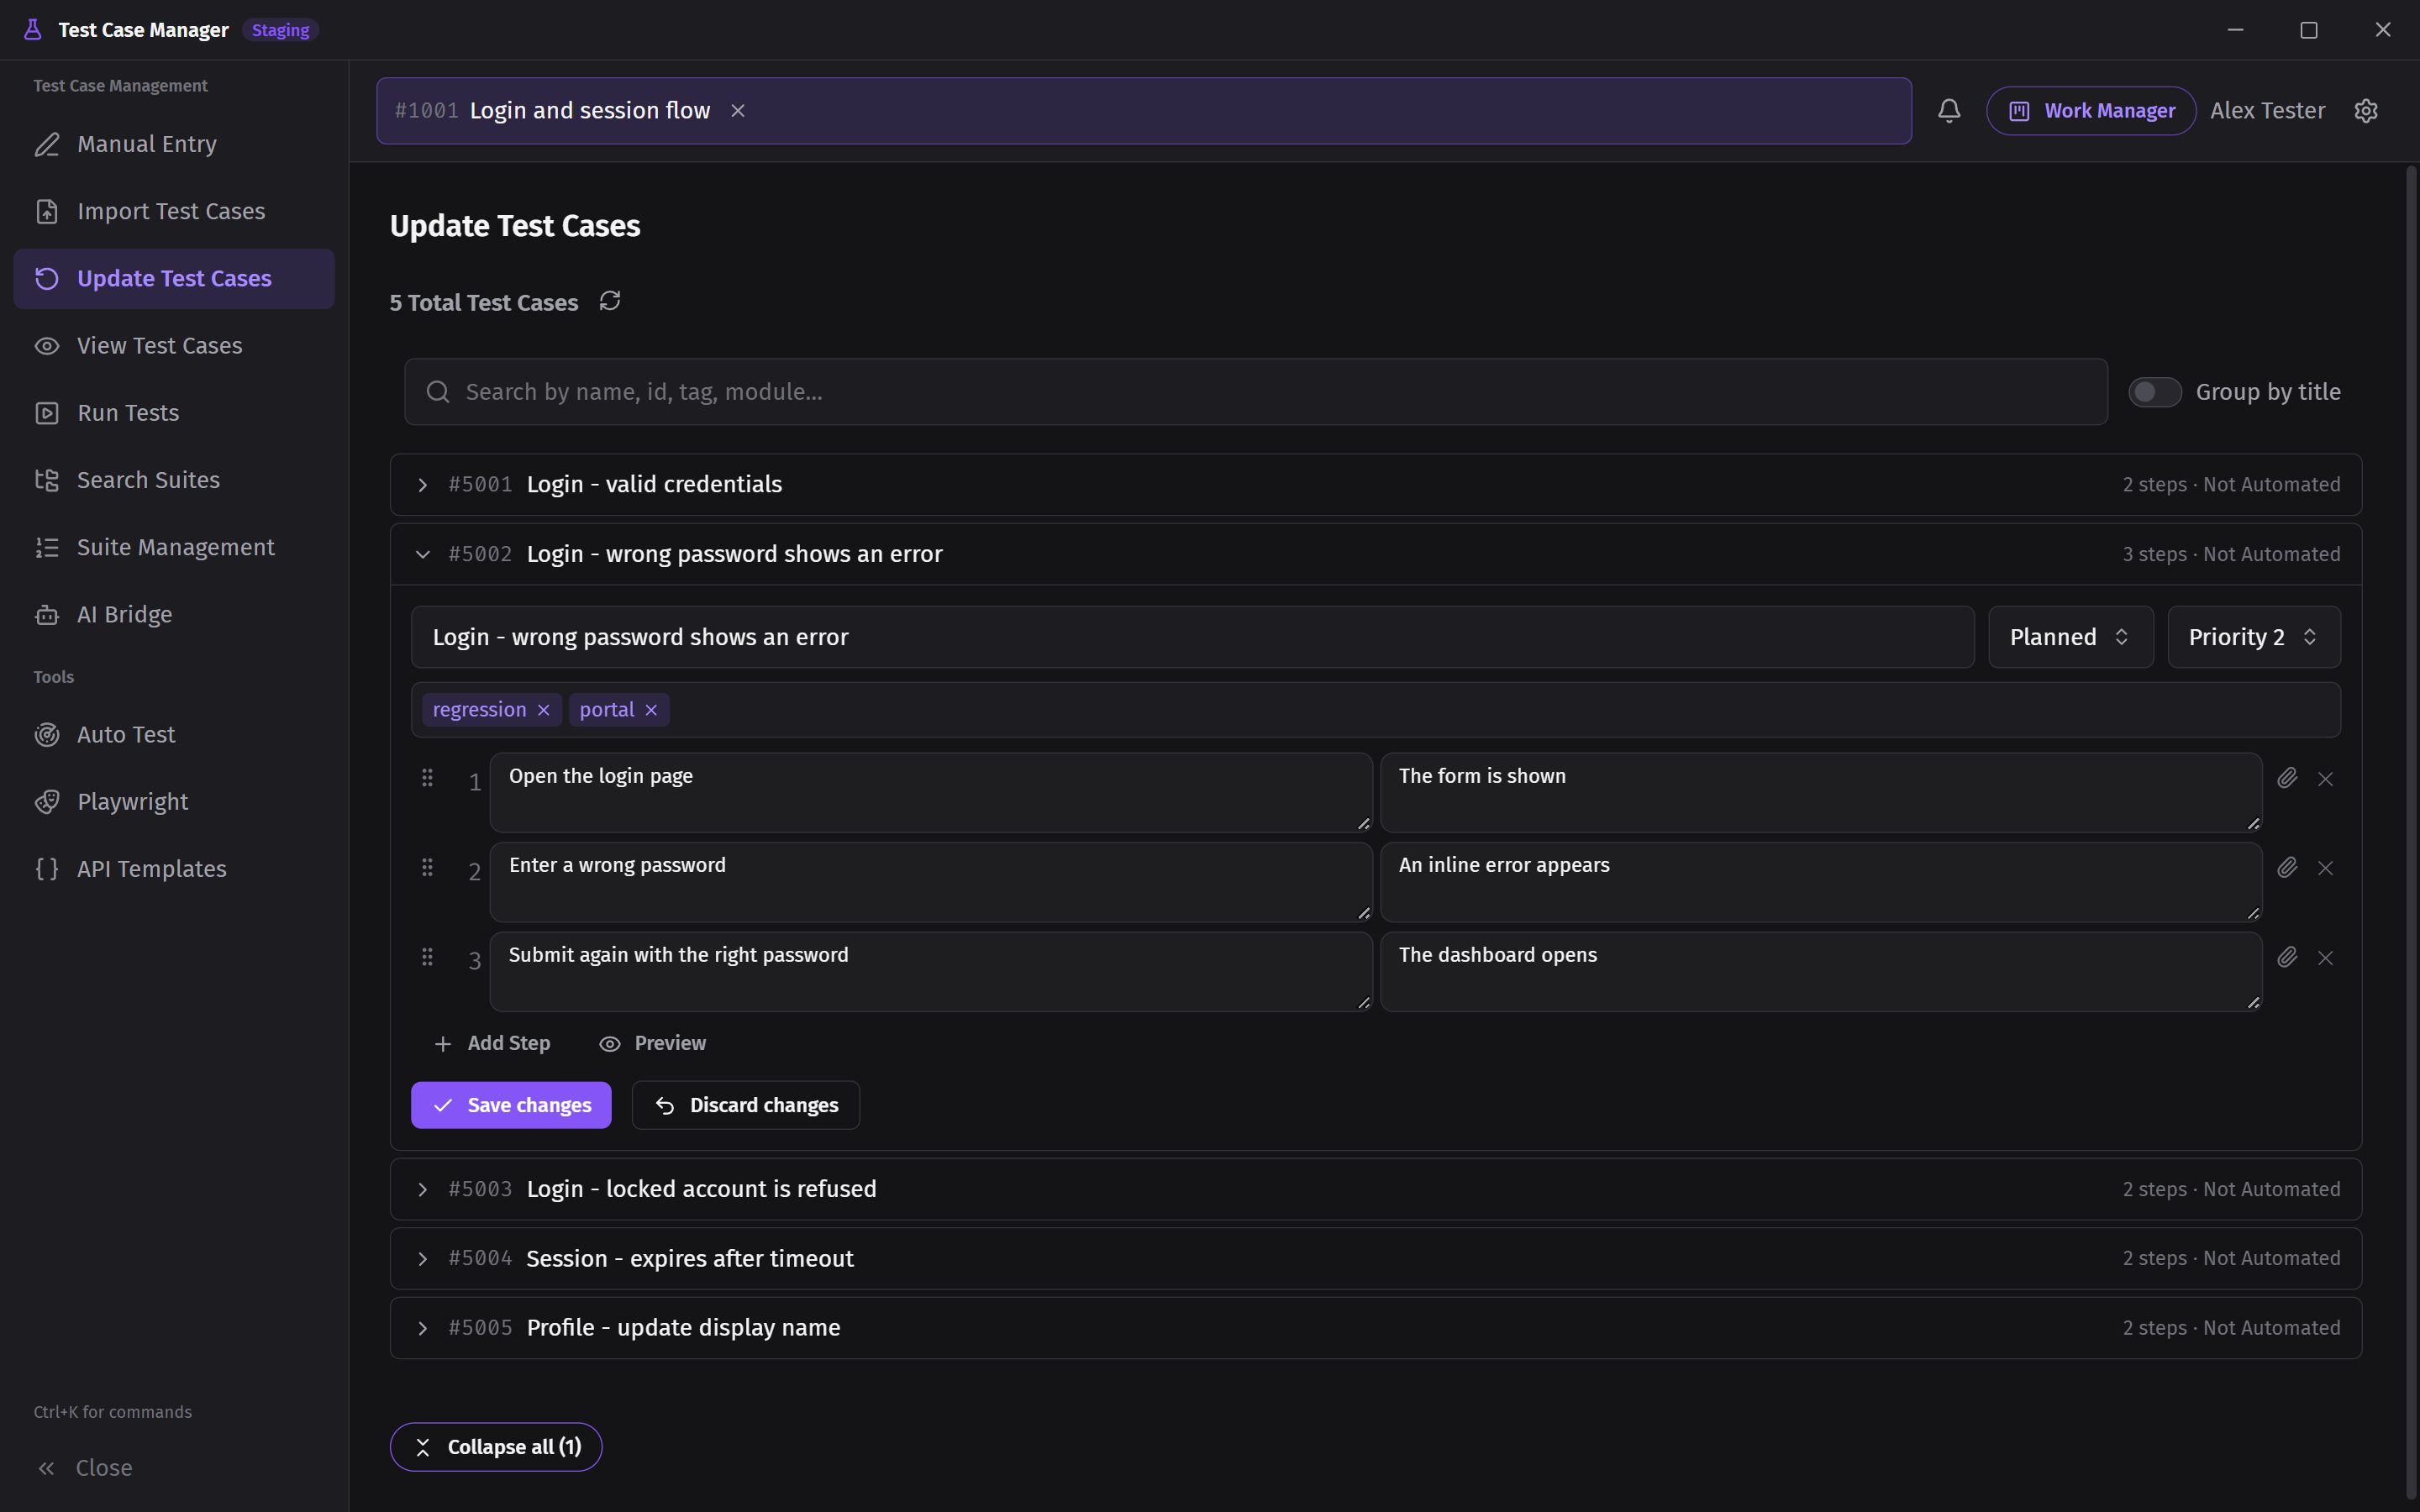 Test Case Manager Staging
Test Case Management
Manual Entry
Import Test Cases
Update Test Cases
View Test Cases
Run Tests
Search Suites
Suite Management
AI Bridge
Tools
Auto Test
Playwright
API Templates
Ctrl+K for commands
Close
#1001 Login and session flow
Work Manager
Alex Tester
Update Test Cases
5 Total Test Cases
Search by name, id, tag, module...
Group by title
#5001 Login - valid credentials 2 steps · Not Automated
#5002 Login - wrong password shows an error 3 steps · Not Automated
Login - wrong password shows an error Planned Priority 2
regression portal
1 Open the login page The form is shown
2 Enter a wrong password An inline error appears
3 Submit again with the right password The dashboard opens
Add Step Preview
Save changes Discard changes
#5003 Login - locked account is refused 2 steps · Not Automated
#5004 Session - expires after timeout 2 steps · Not Automated
#5005 Profile - update display name 2 steps · Not Automated
Collapse all (1)